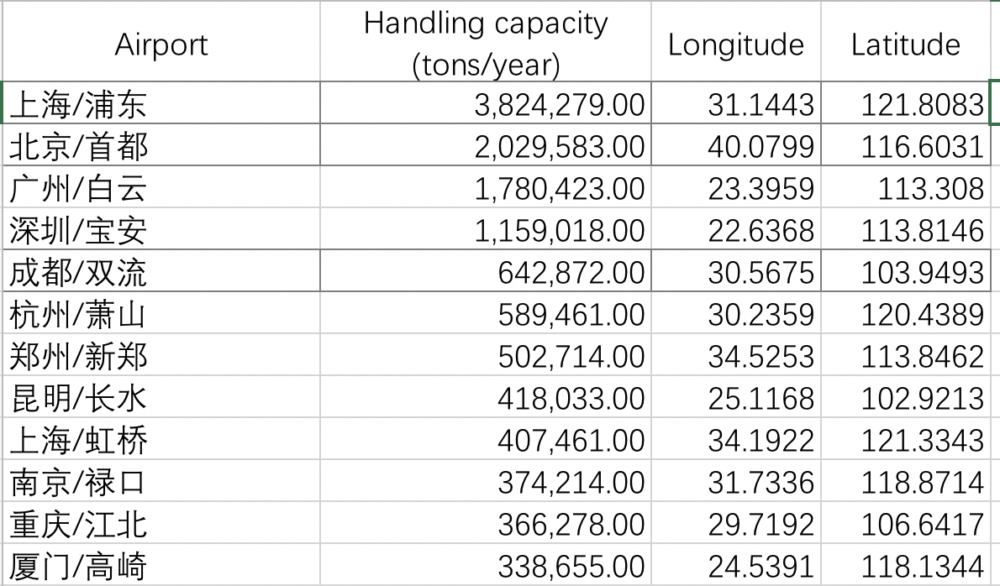 Airport Handling capacity (tons/year) Longitude Latitude
上海/浦东 3,824,279.00 31.1443 121.8083
北京/首都 2,029,583.00 40.0799 116.6031
广州/白云 1,780,423.00 23.3959 113.308
深圳/宝安 1,159,018.00 22.6368 113.8146
成都/双流 642,872.00 30.5675 103.9493
杭州/萧山 589,461.00 30.2359 120.4389
郑州/新郑 502,714.00 34.5253 113.8462
昆明/长水 418,033.00 25.1168 102.9213
上海/虹桥 407,461.00 34.1922 121.3343
南京/禄口 374,214.00 31.7336 118.8714
重庆/江北 366,278.00 29.7192 106.6417
厦门/高崎 338,655.00 24.5391 118.1344